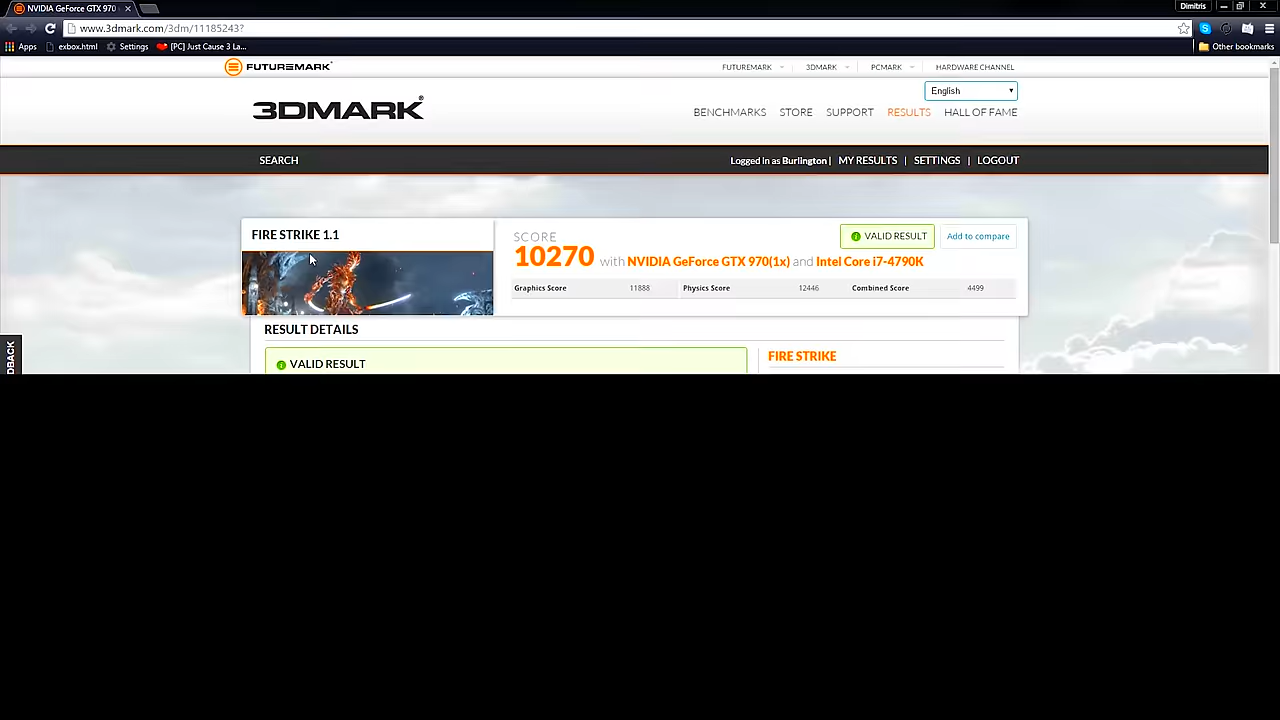 NVIDIA GeForce GTX 970
Dimitris
www.3dmark.com/3dm/11185243?
Apps exbox.html Settings [PC] Just Cause 3 La... Other bookmarks
FUTUREMARK FUTUREMARK 3DMARK PCMARK HARDWARE CHANNEL
English
3DMARK®
BENCHMARKS STORE SUPPORT RESULTS HALL OF FAME
SEARCH Logged in as Burlington | MY RESULTS | SETTINGS | LOGOUT
FIRE STRIKE 1.1
SCORE
VALID RESULT Add to compare
10270 with NVIDIA GeForce GTX 970(1x) and Intel Core i7-4790K
Graphics Score 11888 Physics Score 12446 Combined Score 4499
RESULT DETAILS
VALID RESULT
FIRE STRIKE
DBACK